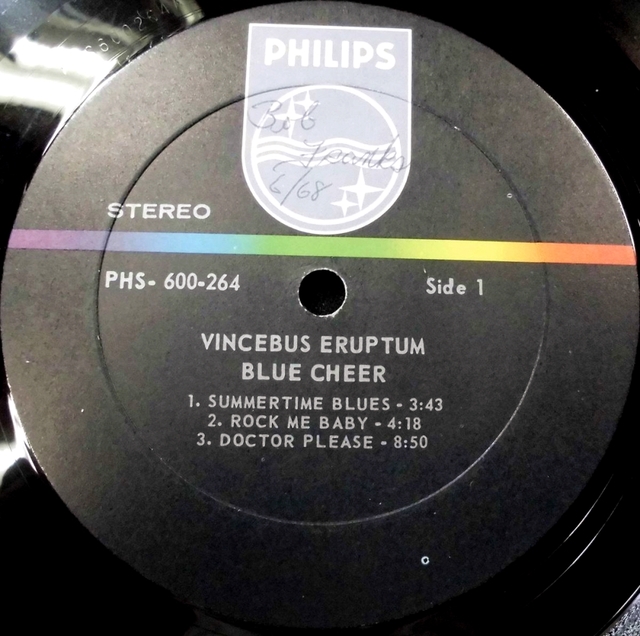 PHILIPS
Bob
Franks
6/68
STEREO
PHS- 600-264
Side 1
VINCEBUS ERUPTUM
BLUE CHEER
1. SUMMERTIME BLUES - 3:43
2. ROCK ME BABY - 4:18
3. DOCTOR PLEASE - 8:50